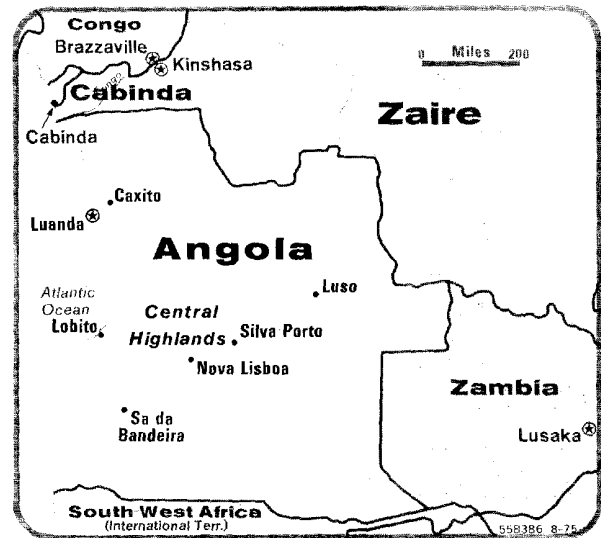 Congo
Brazzaville
Kinshasa
Cabinda
Cabinda
0 Miles 200
Zaire
Caxito
Luanda
Angola
Atlantic
Ocean
Lobito
Luso
Central
Highlands
Silva Porto
Nova Lisboa
Sa da
Bandeira
Zambia
Lusaka
South West Africa
(International Terr.)
558386 8-75